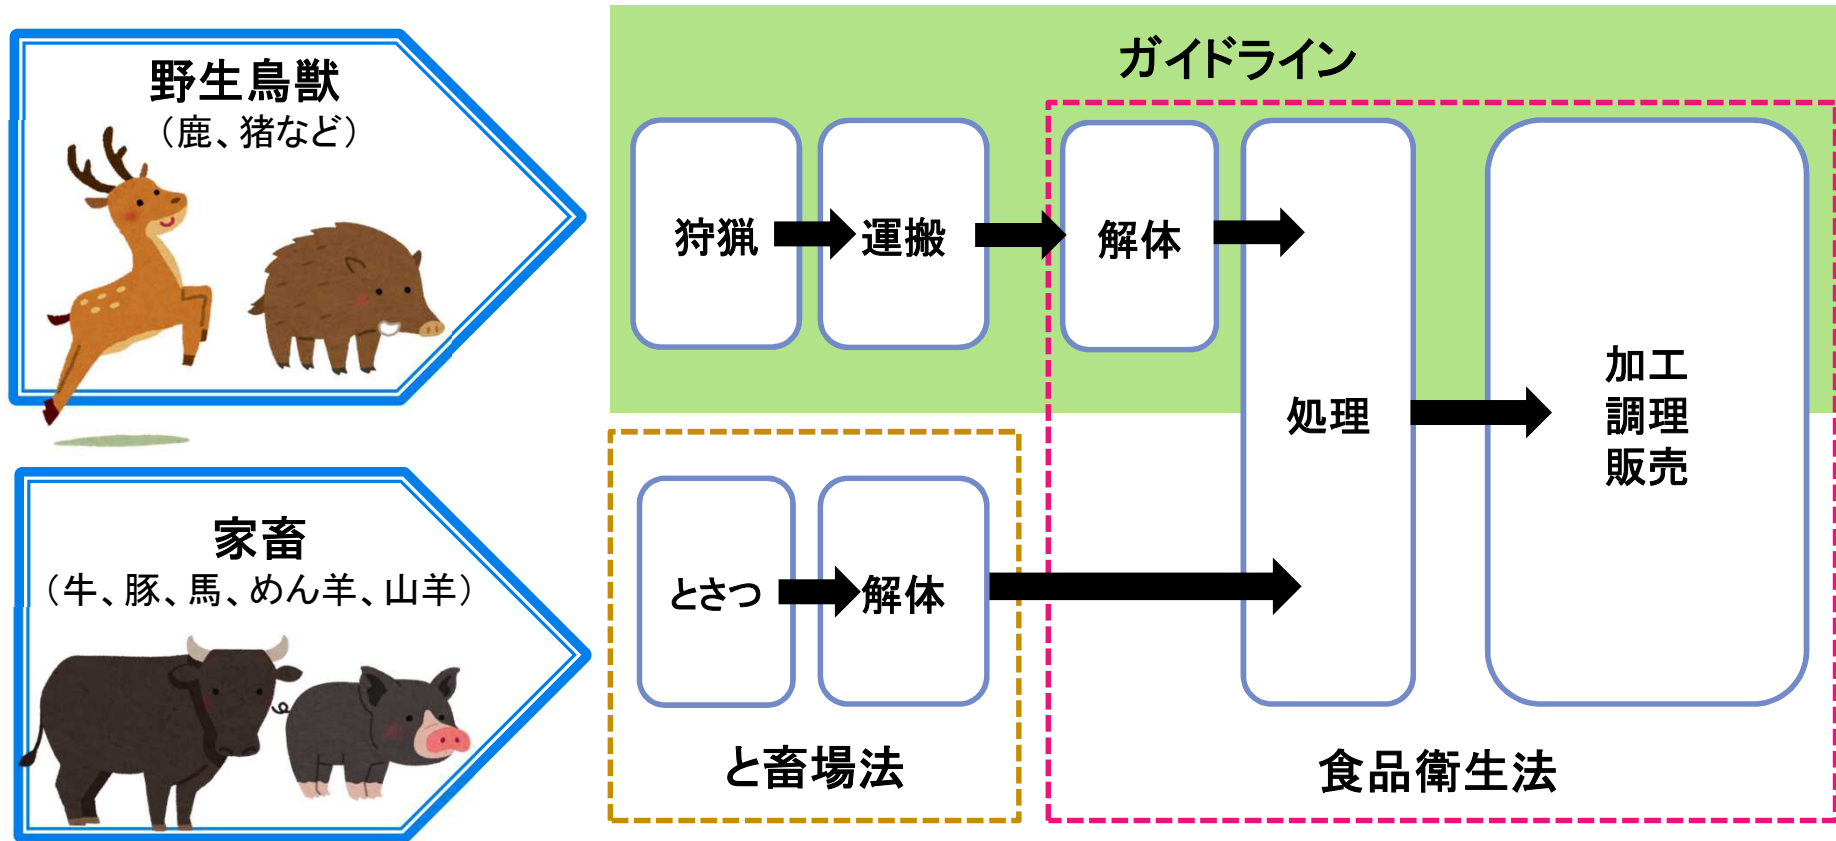 野生鳥獣
（鹿、猪など）
ガイドライン
狩猟
運搬
解体
処理
加工
調理
販売
家畜
（牛、豚、馬、めん羊、山羊）
とさつ
解体
と畜場法
食品衛生法